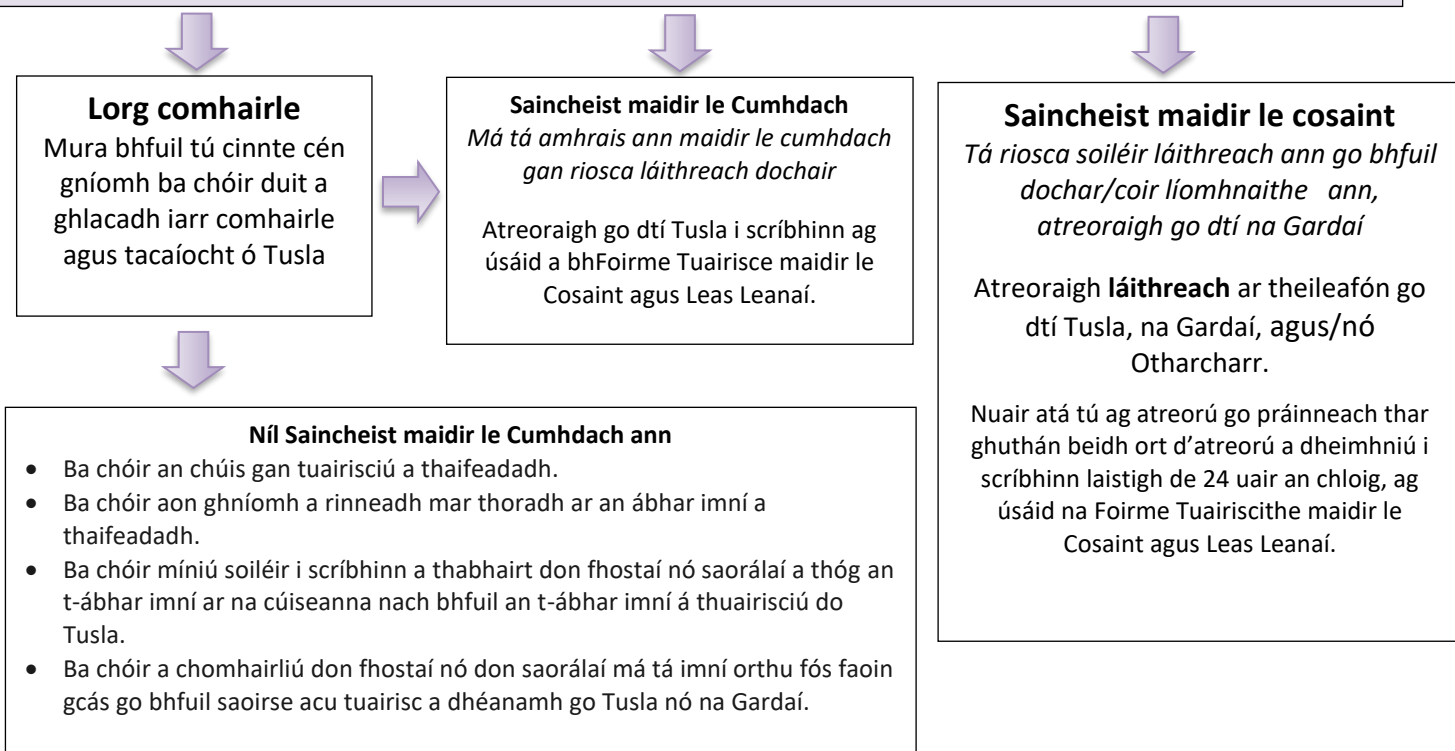 Lorg comhairle
Mura bhfuil tú cinnte cén
gníomh ba chóir duit a
ghlacadh iarr comhairle
agus tacaíocht ó Tusla
Saincheist maidir le Cumhdach
Má tá amhrais ann maidir le cumhdach
gan riosca láithreach dochair
Atreoraigh go dtí Tusla i scríbhinn ag
úsáid a bhFoirme Tuairisce maidir le
Cosaint agus Leas Leanaí.
Saincheist maidir le cosaint
Tá riosca soiléir láithreach ann go bhfuil
dochar/coir líomhnaithe ann,
atreoraigh go dtí na Gardaí
Atreoraigh láithreach ar theileafón go
dtí Tusla, na Gardaí, agus/nó
Otharcharr.
Nuair atá tú ag atreorú go práinneach thar
ghuthán beidh ort d'atreorú a dheimhniú i
scríbhinn laistigh de 24 uair an chloig, ag
úsáid na Foirme Tuairiscithe maidir le
Cosaint agus Leas Leanaí.
Níl Saincheist maidir le Cumhdach ann
• Ba chóir an chúis gan tuairisciú a thaifeadadh.
• Ba chóir aon ghníomh a rinneadh mar thoradh ar an ábhar imní a
thaifeadadh.
• Ba chóir míniú soiléir i scríbhinn a thabhairt don fhostaí nó saorálaí a thóg an
t-ábhar imní ar na cúiseanna nach bhfuil an t-ábhar imní á thuairisciú do
Tusla.
• Ba chóir a chomhairliú don fhostaí nó don saorálaí má tá imní orthu fós faoin
gcás go bhfuil saoirse acu tuairisc a dhéanamh go Tusla nó na Gardaí.